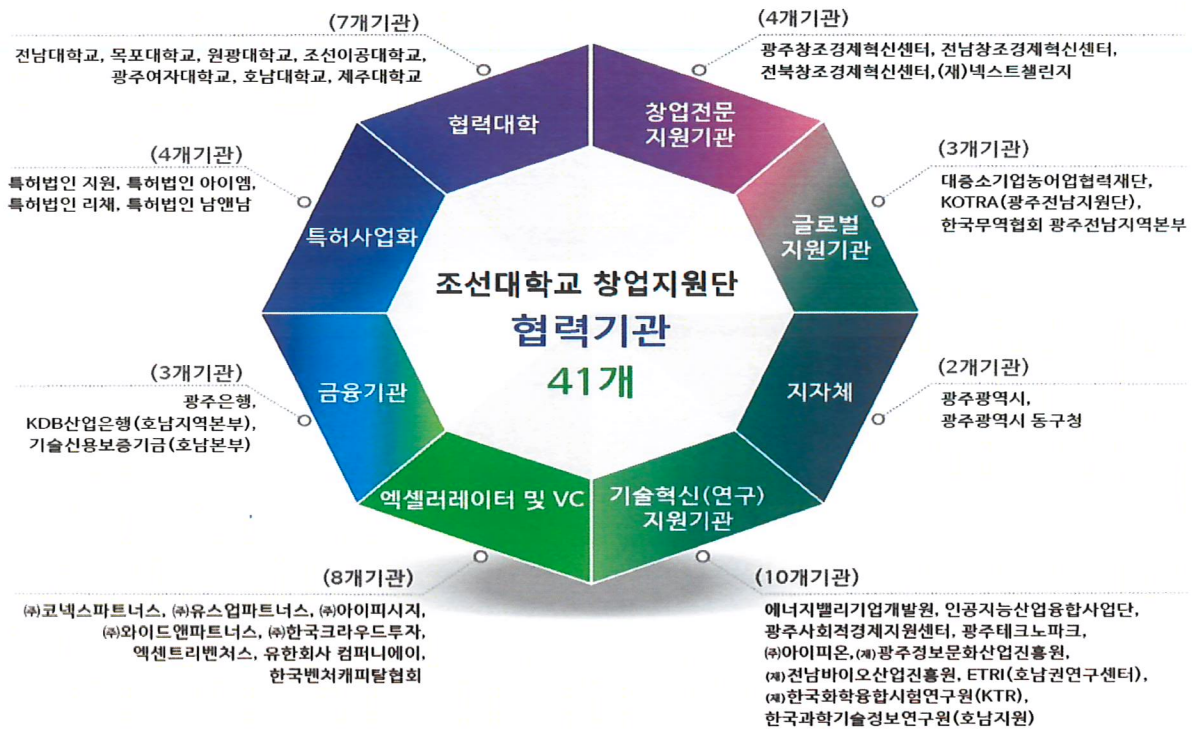 (7개기관)
전남대학교, 목포대학교, 원광대학교, 조선이공대학교,
광주여자대학교, 호남대학교, 제주대학교
협력대학
(4개기관)
광주창조경제혁신센터, 전남창조경제혁신센터,
전북창조경제혁신센터, (재)넥스트챌린지
창업전문
지원기관
(4개기관)
특허법인 지원, 특허법인 아이엠,
특허법인 리채, 특허법인 남앤남
특허사업화
(3개기관)
대중소기업농어업협력재단,
KOTRA(광주전남지원단),
한국무역협회 광주전남지역본부
글로벌
지원기관
조선대학교 창업지원단
협력기관
41개
(3개기관)
광주은행,
KDB산업은행(호남지역본부),
기술신용보증기금(호남본부)
금융기관
(2개기관)
광주광역시,
광주광역시 동구청
지자체
엑셀러레이터 및 VC
(8개기관)
㈜코넥스파트너스, ㈜유스업파트너스, ㈜아이피시지,
㈜와이드앤파트너스, ㈜한국크라우드투자,
엑센트리벤처스, 유한회사 컴퍼니에이,
한국벤처캐피탈협회
기술혁신(연구)
지원기관
(10개기관)
에너지밸리기업개발원, 인공지능산업융합사업단,
광주사회적경제지원센터, 광주테크노파크,
㈜아이피온, (재)광주정보문화산업진흥원,
(재)전남바이오산업진흥원, ETRI(호남권연구센터),
(재)한국화학융합시험연구원(KTR),
한국과학기술정보연구원(호남지원)